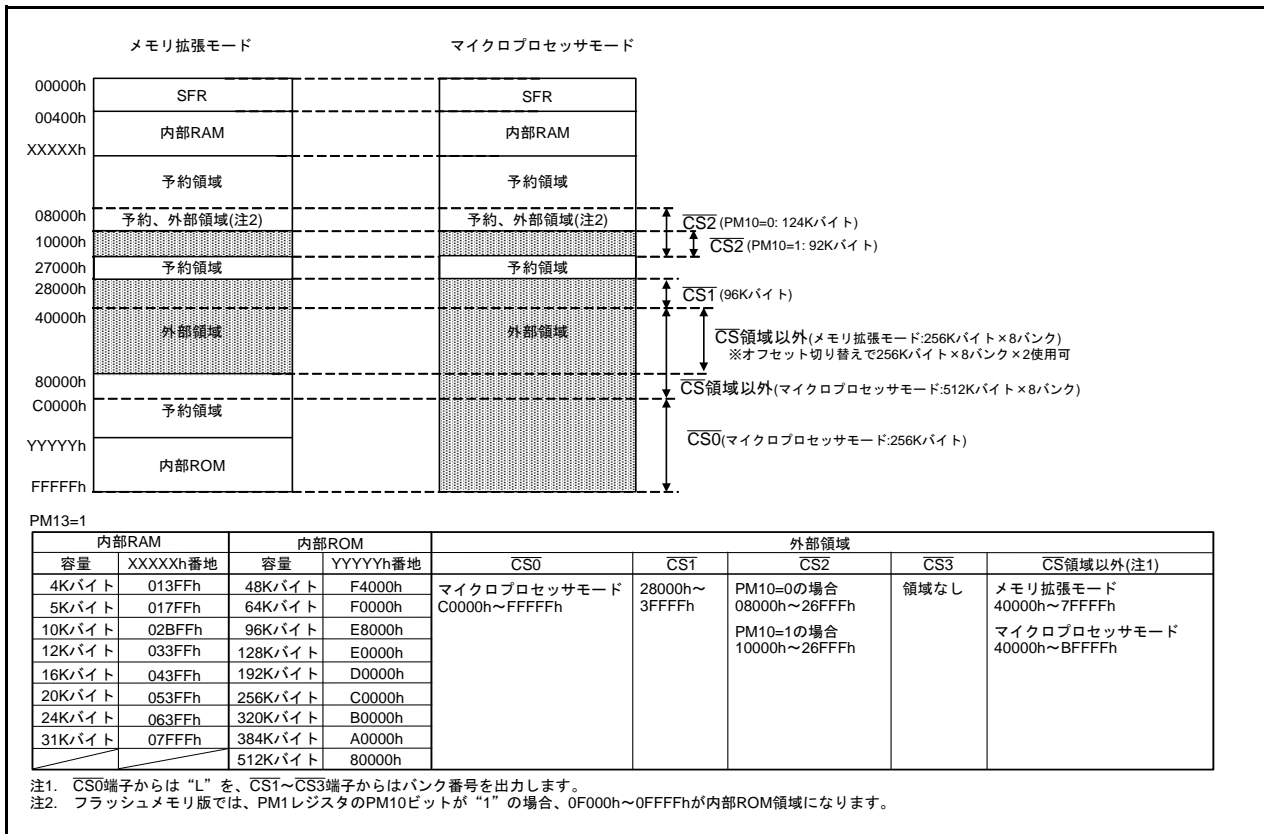 メモリ拡張モード マイクロプロセッサモード
00000h
SFR SFR
00400h
内部RAM 内部RAM
XXXXXh
予約領域 予約領域
08000h
予約、外部領域(注2) 予約、外部領域(注2)
CS2 (PM10=0: 124Kバイト)
10000h
CS2 (PM10=1: 92Kバイト)
27000h
予約領域 予約領域
28000h
CS1 (96Kバイト)
40000h
外部領域 外部領域
CS領域以外(メモリ拡張モード:256Kバイト×8バンク)
※オフセット切り替えで256Kバイト×8バンク×2使用可
80000h
CS領域以外(マイクロプロセッサモード:512Kバイト×8バンク)
C0000h
予約領域
CS0(マイクロプロセッサモード:256Kバイト)
YYYYYh
内部ROM
FFFFFh
PM13=1
内部RAM 内部ROM 外部領域
容量 XXXXXh番地 容量 YYYYYh番地 CS0 CS1 CS2 CS3 CS領域以外(注1)
4Kバイト 013FFh 48Kバイト F4000h マイクロプロセッサモード 28000h～ PM10=0の場合 領域なし メモリ拡張モード
5Kバイト 017FFh 64Kバイト F0000h C0000h～FFFFFh 3FFFFh 08000h～26FFFh 40000h～7FFFFh
10Kバイト 02BFFh 96Kバイト E8000h PM10=1の場合 マイクロプロセッサモード
12Kバイト 033FFh 128Kバイト E0000h 10000h～26FFFh 40000h～BFFFFh
16Kバイト 043FFh 192Kバイト D0000h
20Kバイト 053FFh 256Kバイト C0000h
24Kバイト 063FFh 320Kバイト B0000h
31Kバイト 07FFFh 384Kバイト A0000h
512Kバイト 80000h
注1. CS0端子からは“L”を、CS1～CS3端子からはバンク番号を出力します。
注2. フラッシュメモリ版では、PM1レジスタのPM10ビットが“1”の場合、0F000h～0FFFFhが内部ROM領域になります。